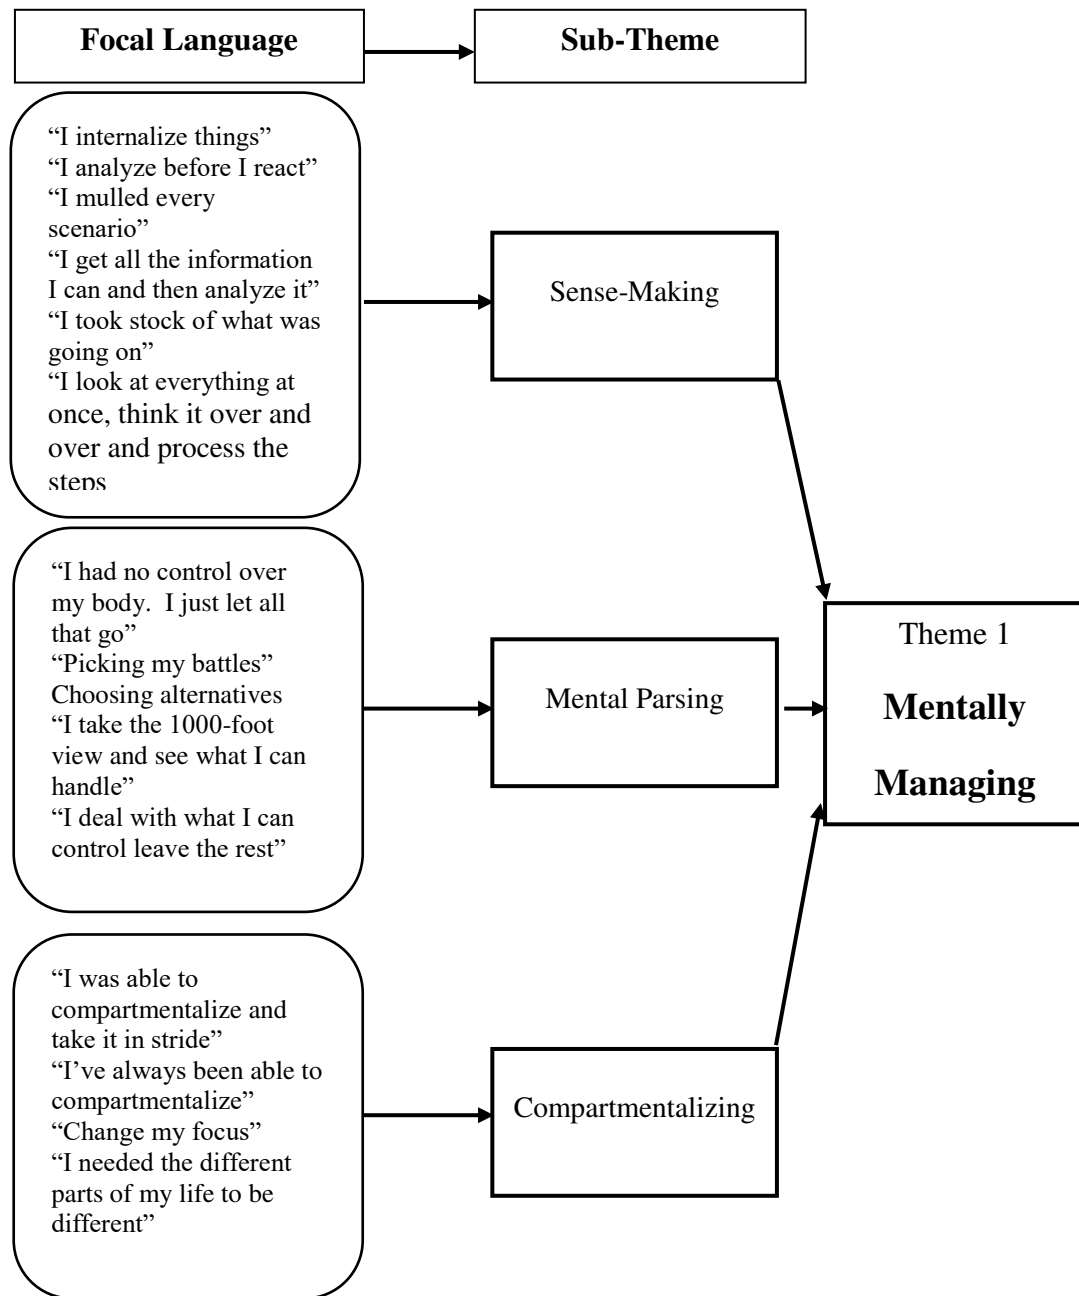 Focal Language
Sub-Theme
“I internalize things”
“I analyze before I react”
“I mulled every
scenario”
“I get all the information
I can and then analyze it”
“I took stock of what was
going on”
“I look at everything at
once, think it over and
over and process the
steps
Sense-Making
“I had no control over
my body.  I just let all
that go”
“Picking my battles”
Choosing alternatives
“I take the 1000-foot
view and see what I can
handle”
“I deal with what I can
control leave the rest”
Mental Parsing
Theme 1
Mentally
Managing
“I was able to
compartmentalize and
take it in stride”
“I’ve always been able to
compartmentalize”
“Change my focus”
“I needed the different
parts of my life to be
different”
Compartmentalizing